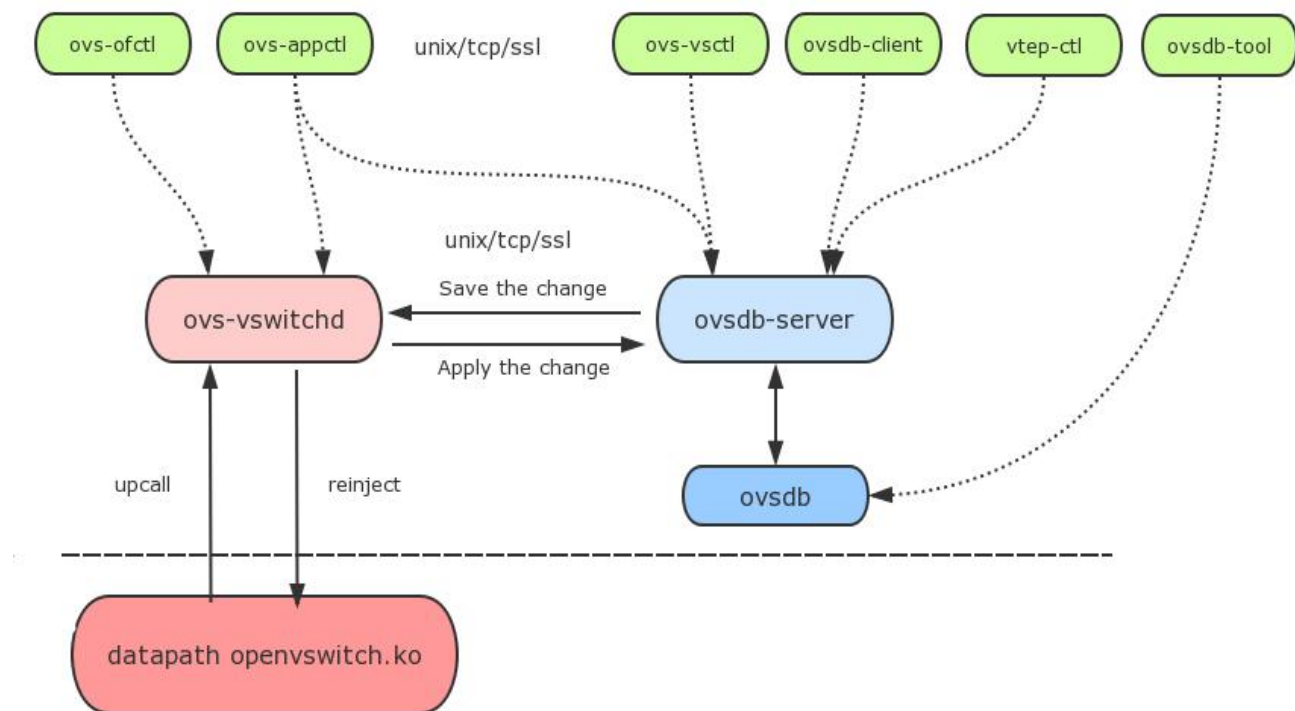 ovs-ofctl
ovs-appctl
unix/tcp/ssl
ovs-vsctl
ovsdb-client
vtep-ctl
ovsdb-tool
unix/tcp/ssl
Save the change
ovs-vswitchd
ovsdb-server
Apply the change
upcall
reinject
ovsdb
datapath openvswitch.ko